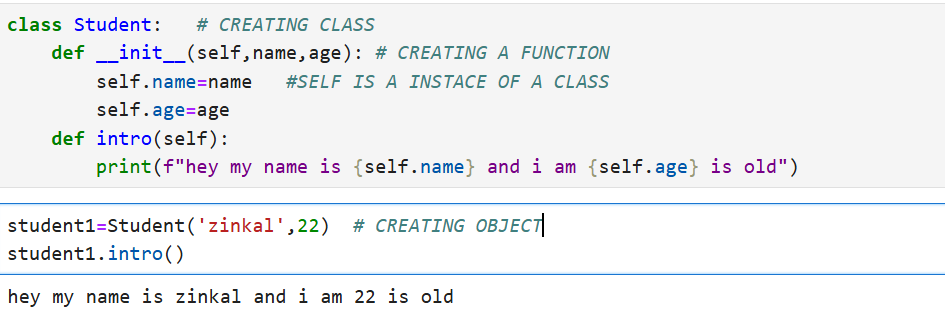 class Student:   # CREATING CLASS
    def __init__(self,name,age): # CREATING A FUNCTION
        self.name=name   #SELF IS A INSTACE OF A CLASS
        self.age=age
    def intro(self):
        print(f"hey my name is {self.name} and i am {self.age} is old")
student1=Student('zinkal',22)  # CREATING OBJECT
student1.intro()
hey my name is zinkal and i am 22 is old